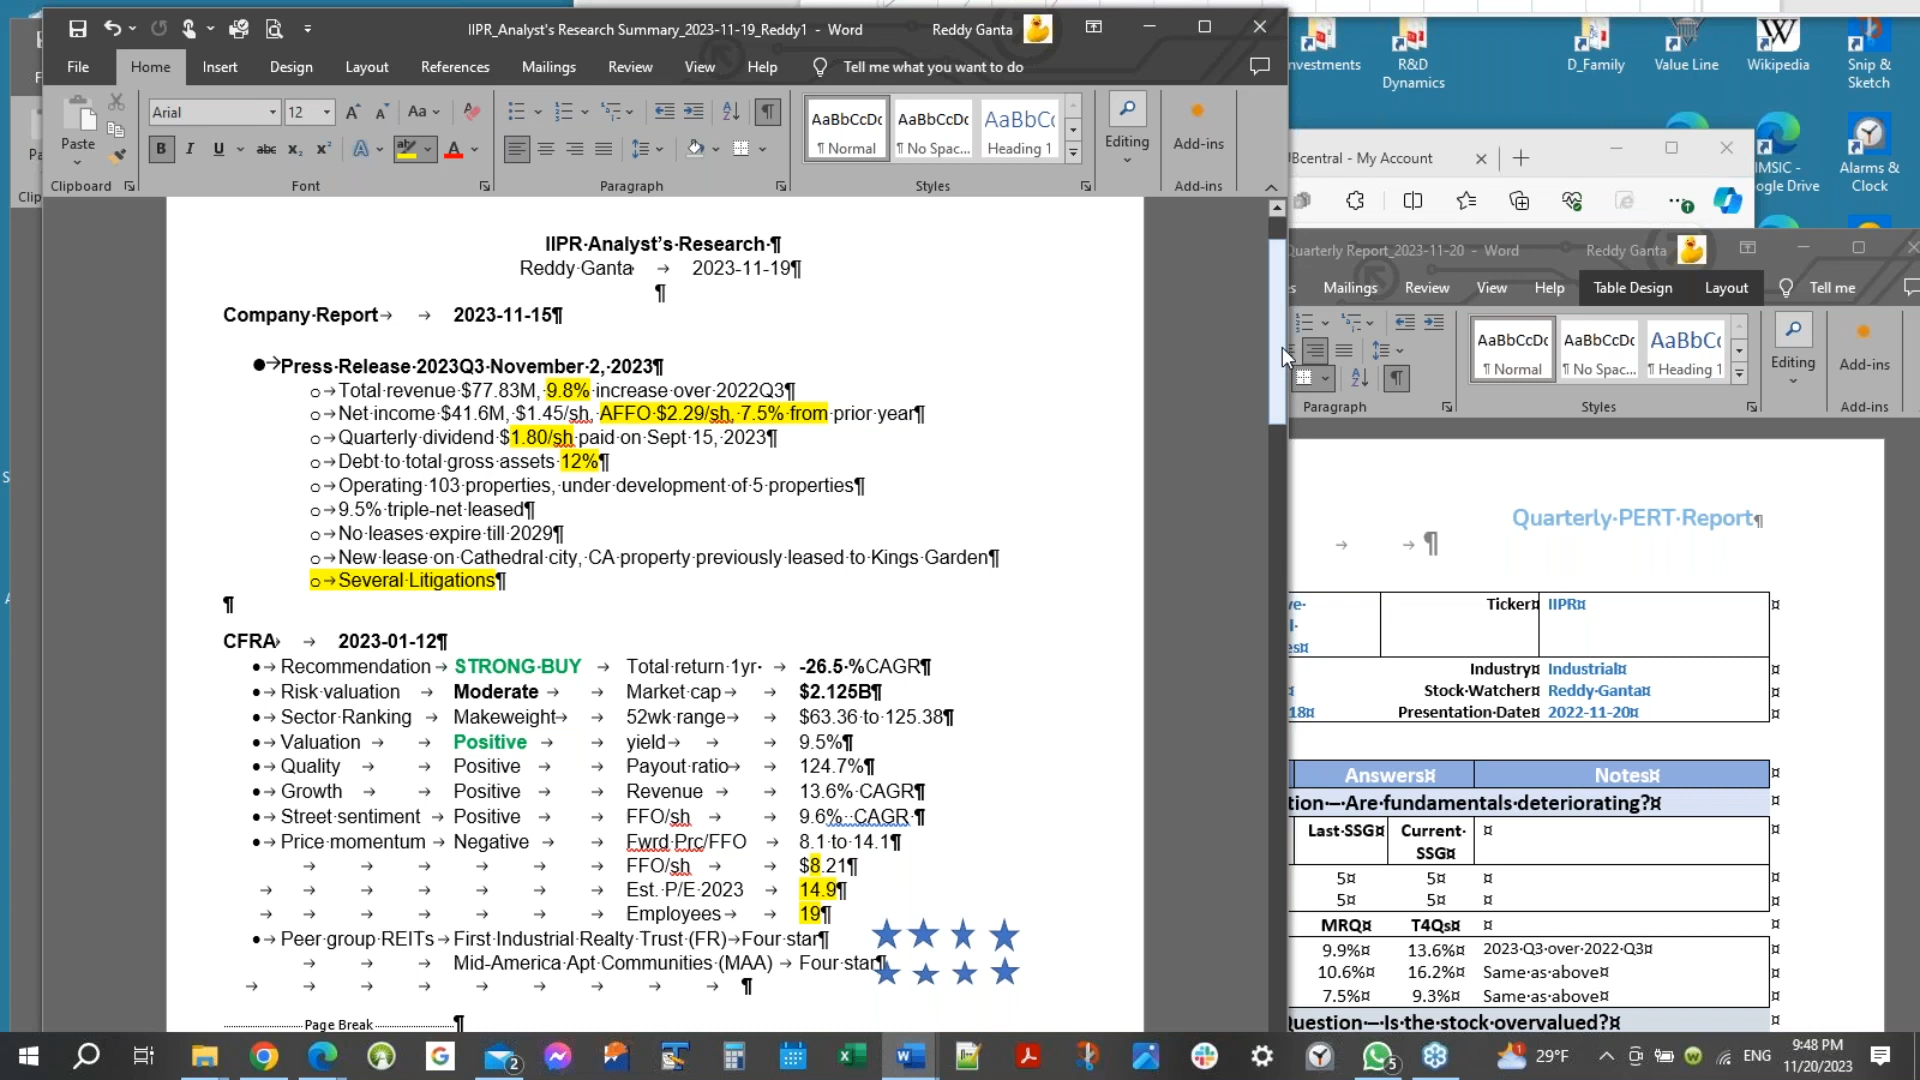 IIPR_Analyst's Research Summary_2023-11-19_Reddy1 - Word
Reddy Ganta
File Home Insert Design Layout References Mailings Review View Help Tell me what you want to do
Arial 12
Paste
Clipboard Font Paragraph Styles Add-ins
AaBbCcDc AaBbCcDc AaBbCc
¶ Normal ¶ No Spac... Heading 1
Editing Add-ins
IIPR·Analyst's·Research·¶
Reddy·Ganta → 2023-11-19¶
¶
Company·Report→ → 2023-11-15¶
●→Press·Release·2023Q3·November·2,·2023¶
o→Total·revenue·$77.83M,·9.8%·increase·over·2022Q3¶
o→Net·income·$41.6M,·$1.45/sh,·AFFO·$2.29/sh,·7.5%·from·prior·year¶
o→Quarterly·dividend·$1.80/sh·paid·on·Sept·15,·2023¶
o→Debt·to·total·gross·assets·12%¶
o→Operating·103·properties,·under·development·of·5·properties¶
o→9.5%·triple-net·leased¶
o→No·leases·expire·till·2029¶
o→New·lease·on·Cathedral·city,·CA·property·previously·leased·to·Kings·Garden¶
o→Several·Litigations¶
¶
CFRA → 2023-01-12¶
•→Recommendation→ STRONG·BUY → Total·return·1yr· → -26.5·%CAGR¶
•→Risk·valuation → Moderate → → Market·cap→ → $2.125B¶
•→Sector·Ranking → Makeweight→ → 52wk·range→ → $63.36·to·125.38¶
•→Valuation → → Positive → → yield→ → → 9.5%¶
•→Quality → → Positive → → Payout·ratio→ → 124.7%¶
•→Growth → → Positive → → Revenue → → 13.6%·CAGR¶
•→Street·sentiment → Positive → → FFO/sh → → 9.6%··CAGR·¶
•→Price·momentum → Negative → → Fwrd·Prc/FFO → 8.1·to·14.1¶
→ → → → → → FFO/sh → → $8.21¶
→ → → → → → → Est.·P/E·2023 → 14.9¶
→ → → → → → → Employees→ → 19¶
•→Peer·group·REITs→First·Industrial·Realty·Trust·(FR)→Four·star¶
→ → Mid-America·Apt·Communities·(MAA) → Four·star¶
→ → → → → → → → → ¶
Page Break ¶
nvestments
R&D Dynamics
D_Family
Value Line
Wikipedia
Snip & Sketch
IMSIC - ogle Drive
Alarms & Clock
Bcentral - My Account
Quarterly Report_2023-11-20 - Word
Reddy Ganta
Mailings Review View Help Table Design Layout Tell me
AaBbCcDc AaBbCcDc AaBbCc
¶ Normal ¶ No Spac... Heading 1
Editing Add-ins
Paragraph Styles Add-ins
Quarterly·PERT·Report¶
→ → ¶
Ticker¤ IIPR¤
Industry¤ Industrial¤
Stock·Watcher¤ Reddy·Ganta¤
18¤ Presentation·Date¤ 2022-11-20¤
Answers¤ Notes¤
tion·–·Are·fundamentals·deteriorating?¤
Last·SSG¤ Current· SSG¤ ¤
5¤ 5¤ ¤
5¤ 5¤ ¤
MRQ¤ T4Qs¤ ¤
9.9%¤ 13.6%¤ 2023·Q3·over·2022·Q3¤
10.6%¤ 16.2%¤ Same·as·above¤
7.5%¤ 9.3%¤ Same·as·above¤
Question·–·Is·the·stock·overvalued?¤
2
5
29°F
ENG
9:48 PM
11/20/2023